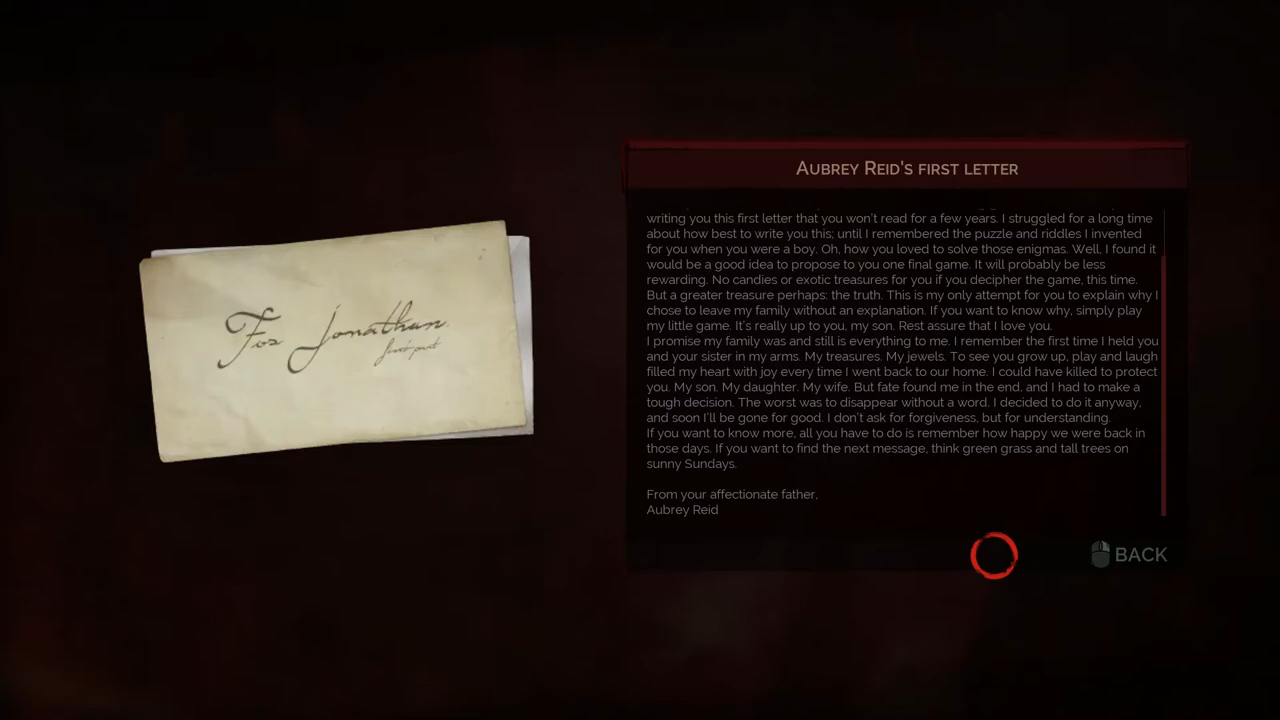 AUBREY REID'S FIRST LETTER
writing you this first letter that you won't read for a few years. I struggled for a long time
about how best to write you this; until I remembered the puzzle and riddles I invented
for you when you were a boy. Oh, how you loved to solve those enigmas. Well, I found it
would be a good idea to propose to you one final game. It will probably be less
rewarding. No candies or exotic treasures for you if you decipher the game, this time.
But a greater treasure perhaps: the truth. This is my only attempt for you to explain why I
chose to leave my family without an explanation. If you want to know why, simply play
my little game. It's really up to you, my son. Rest assure that I love you.
I promise my family was and still is everything to me. I remember the first time I held you
and your sister in my arms. My treasures. My jewels. To see you grow up, play and laugh
filled my heart with joy every time I went back to our home. I could have killed to protect
you. My son. My daughter. My wife. But fate found me in the end, and I had to make a
tough decision. The worst was to disappear without a word. I decided to do it anyway,
and soon I'll be gone for good. I don't ask for forgiveness, but for understanding.
If you want to know more, all you have to do is remember how happy we were back in
those days. If you want to find the next message, think green grass and tall trees on
sunny Sundays.
From your affectionate father,
Aubrey Reid
For Jonathan
first part
BACK